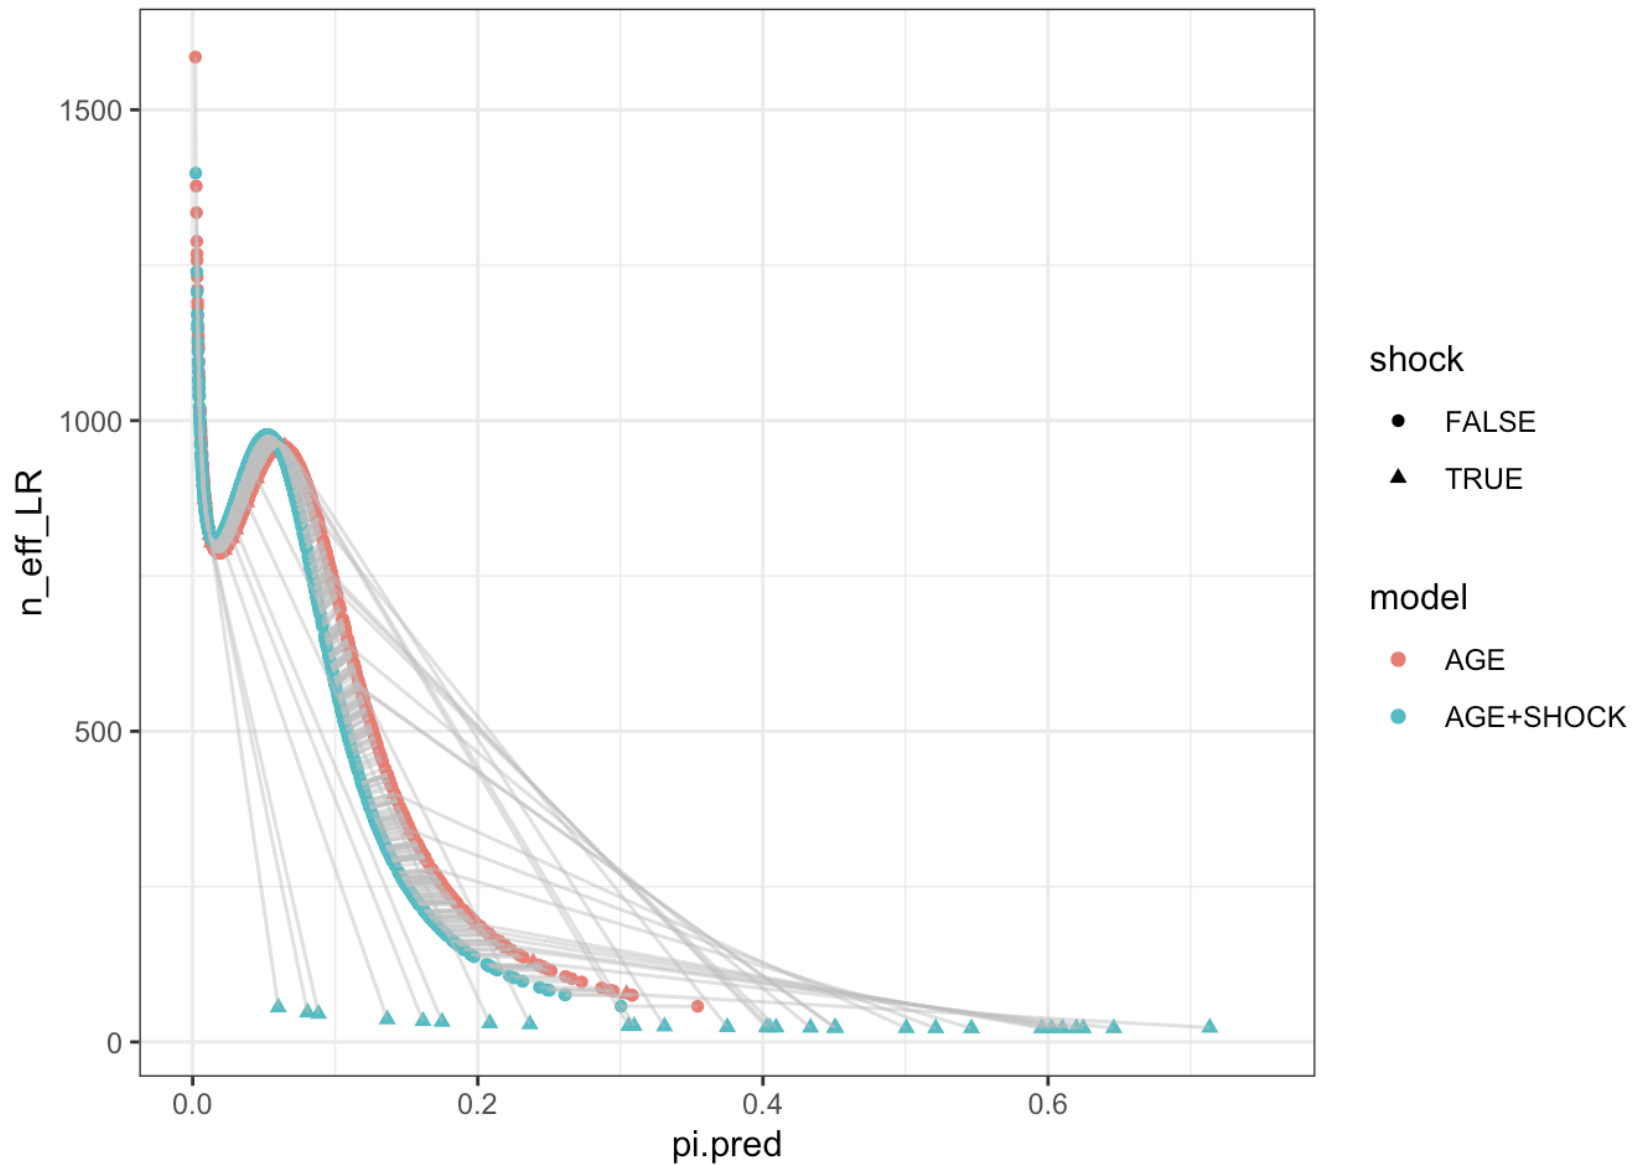 n_eff_LR
1500
1000
500
0
0.0
0.2
0.4
0.6
pi.pred
shock
FALSE
TRUE
model
AGE
AGE+SHOCK